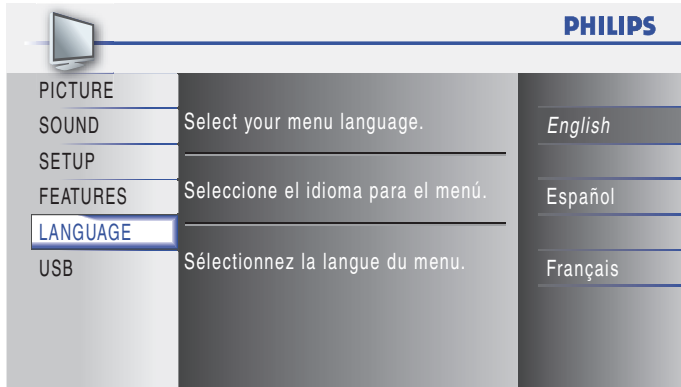 PHILIPS
PICTURE
SOUND
SETUP
FEATURES
LANGUAGE
USB
Select your menu language.
Seleccione el idioma para el menú.
Sélectionnez la langue du menu.
English
Español
Français